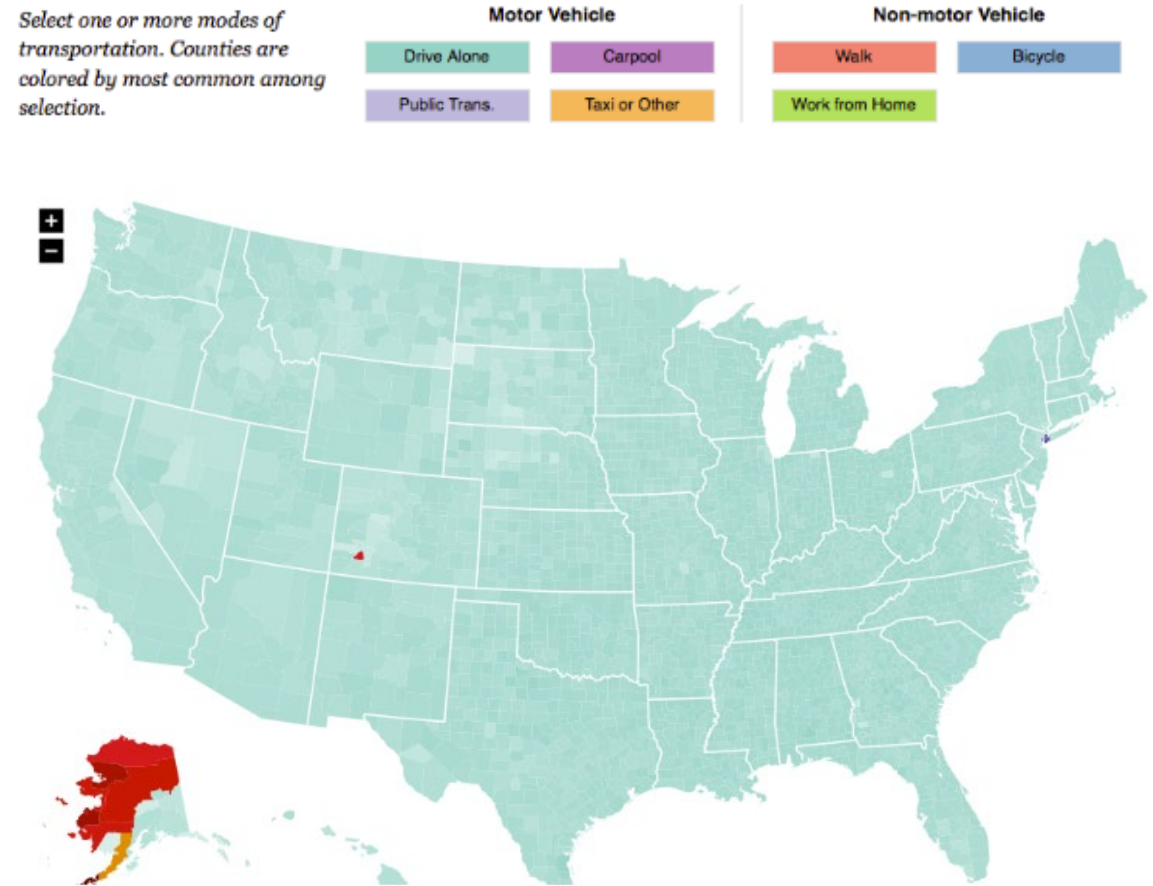 Select one or more modes of
transportation. Counties are
colored by most common among
selection.
Motor Vehicle
Drive Alone
Carpool
Public Trans.
Taxi or Other
Non-motor Vehicle
Walk
Bicycle
Work from Home
+
−